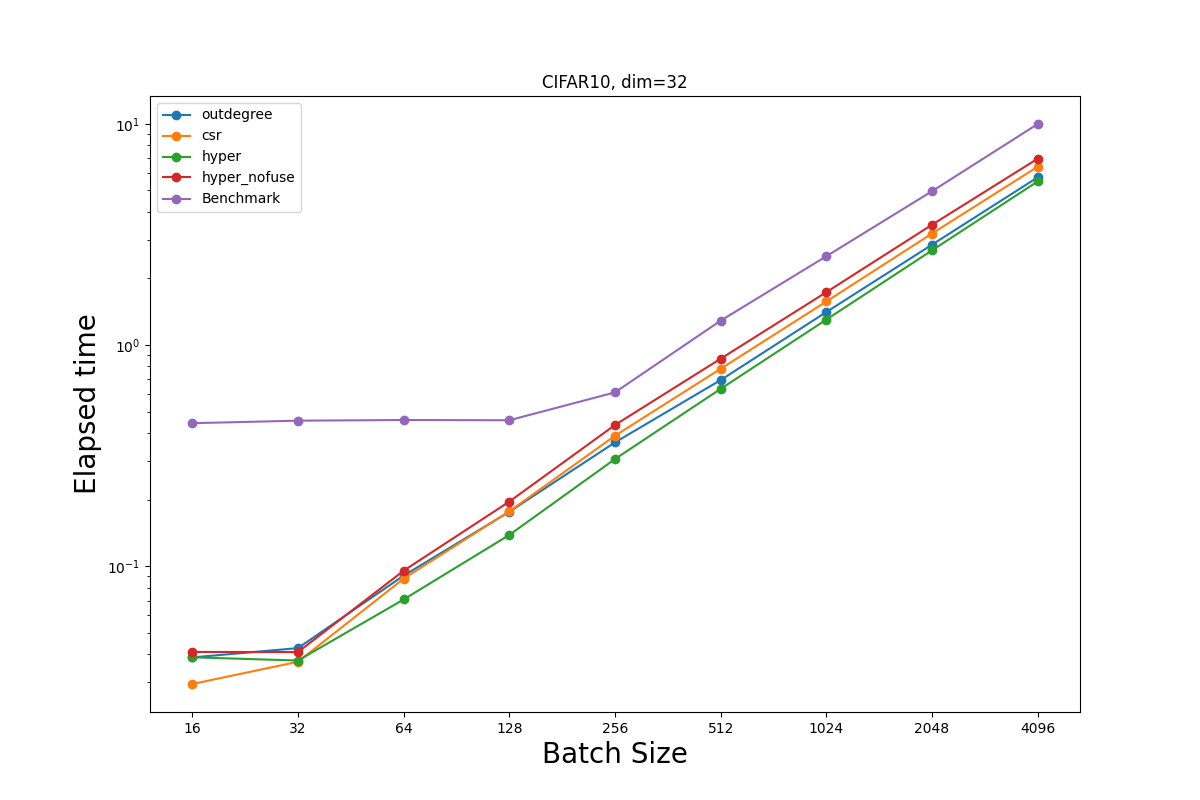 CIFAR10, dim=32
outdegree
csr
hyper
hyper_nofuse
Benchmark
10¹
10⁰
10⁻¹
Elapsed time
16 32 64 128 256 512 1024 2048 4096
Batch Size